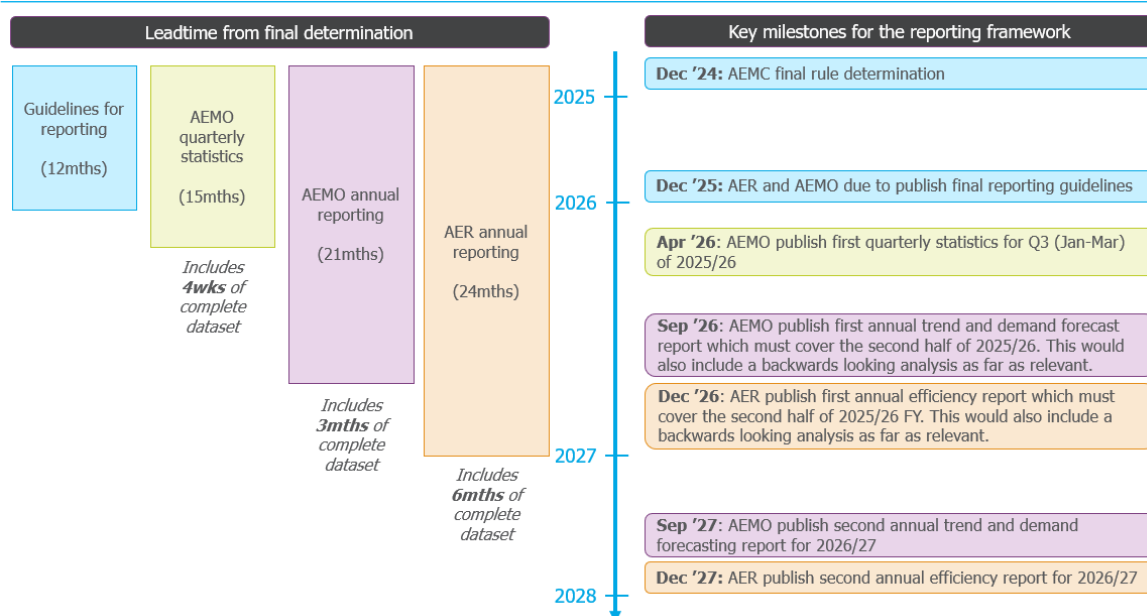 Leadtime from final determination
Guidelines for
reporting
(12mths)
AEMO
quarterly
statistics
(15mths)
Includes
4wks of
complete
dataset
AEMO annual
reporting
(21mths)
Includes
3mths of
complete
dataset
AER annual
reporting
(24mths)
Includes
6mths of
complete
dataset
2025
2026
2027
2028
Key milestones for the reporting framework
Dec ’24: AEMC final rule determination
Dec ’25: AER and AEMO due to publish final reporting guidelines
Apr ’26: AEMO publish first quarterly statistics for Q3 (Jan-Mar)
of 2025/26
Sep ’26: AEMO publish first annual trend and demand forecast
report which must cover the second half of 2025/26. This would
also include a backwards looking analysis as far as relevant.
Dec ’26: AER publish first annual efficiency report which must
cover the second half of 2025/26 FY. This would also include a
backwards looking analysis as far as relevant.
Sep ’27: AEMO publish second annual trend and demand
forecasting report for 2026/27
Dec ’27: AER publish second annual efficiency report for 2026/27